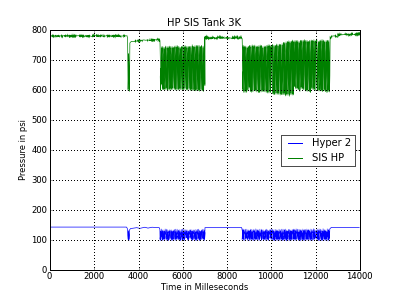 HP SIS Tank 3K
800
700
600
500
400
300
200
100
0
Pressure in psi
Hyper 2
SIS HP
0 2000 4000 6000 8000 10000 12000 14000
Time in Milleseconds